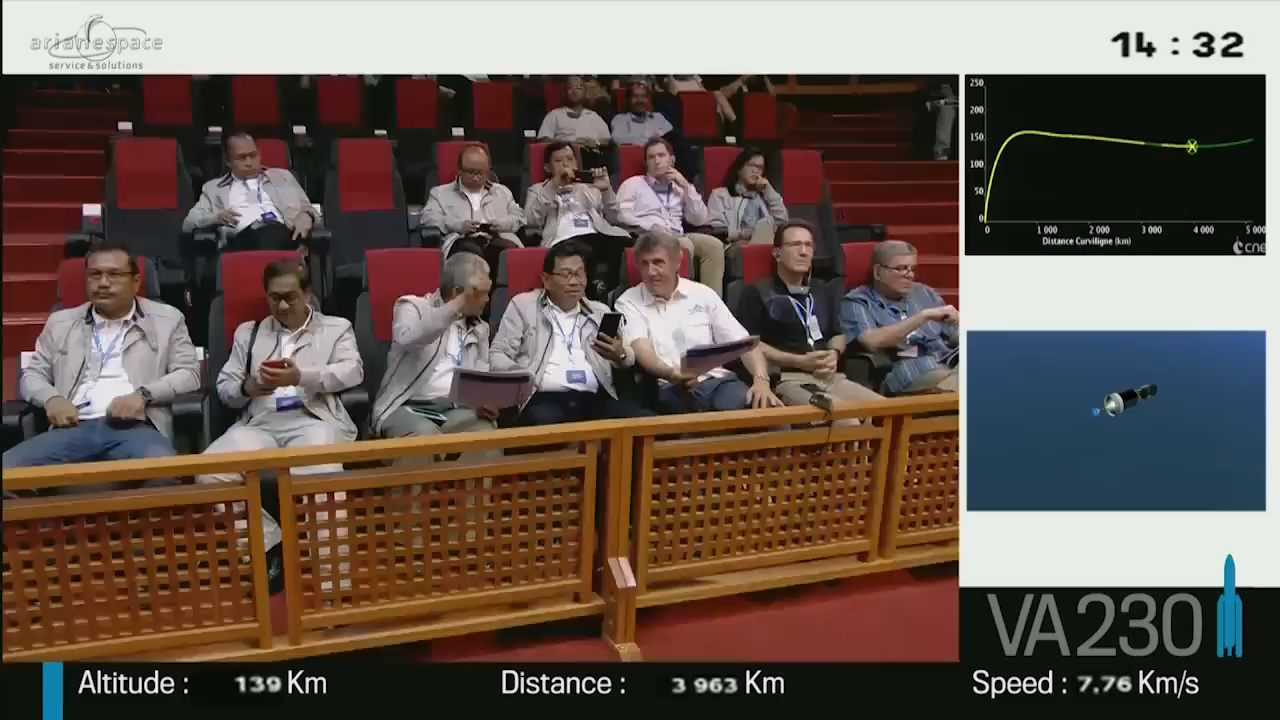 arianespace
service & solutions
14 : 32
250
200
150
100
50
0
0 1 000 2 000 3 000 4 000 5 000
Distance Curviligne (km)
cnes
VA230
Altitude : 139 Km
Distance : 3 963 Km
Speed : 7,76 Km/s